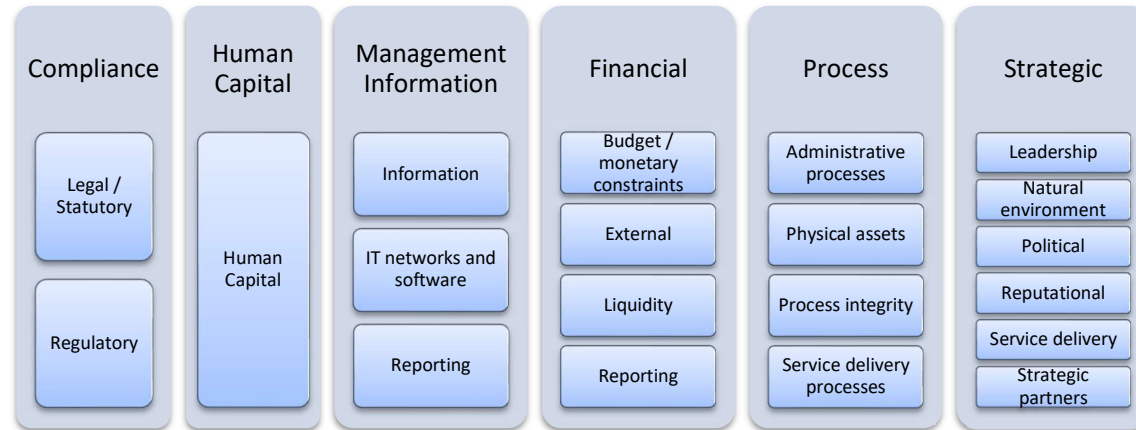 Compliance
Legal /
Statutory
Regulatory
Human
Capital
Human
Capital
Management
Information
Information
IT networks and
software
Reporting
Financial
Budget /
monetary
constraints
External
Liquidity
Reporting
Process
Administrative
processes
Physical assets
Process integrity
Service delivery
processes
Strategic
Leadership
Natural
environment
Political
Reputational
Service delivery
Strategic
partners